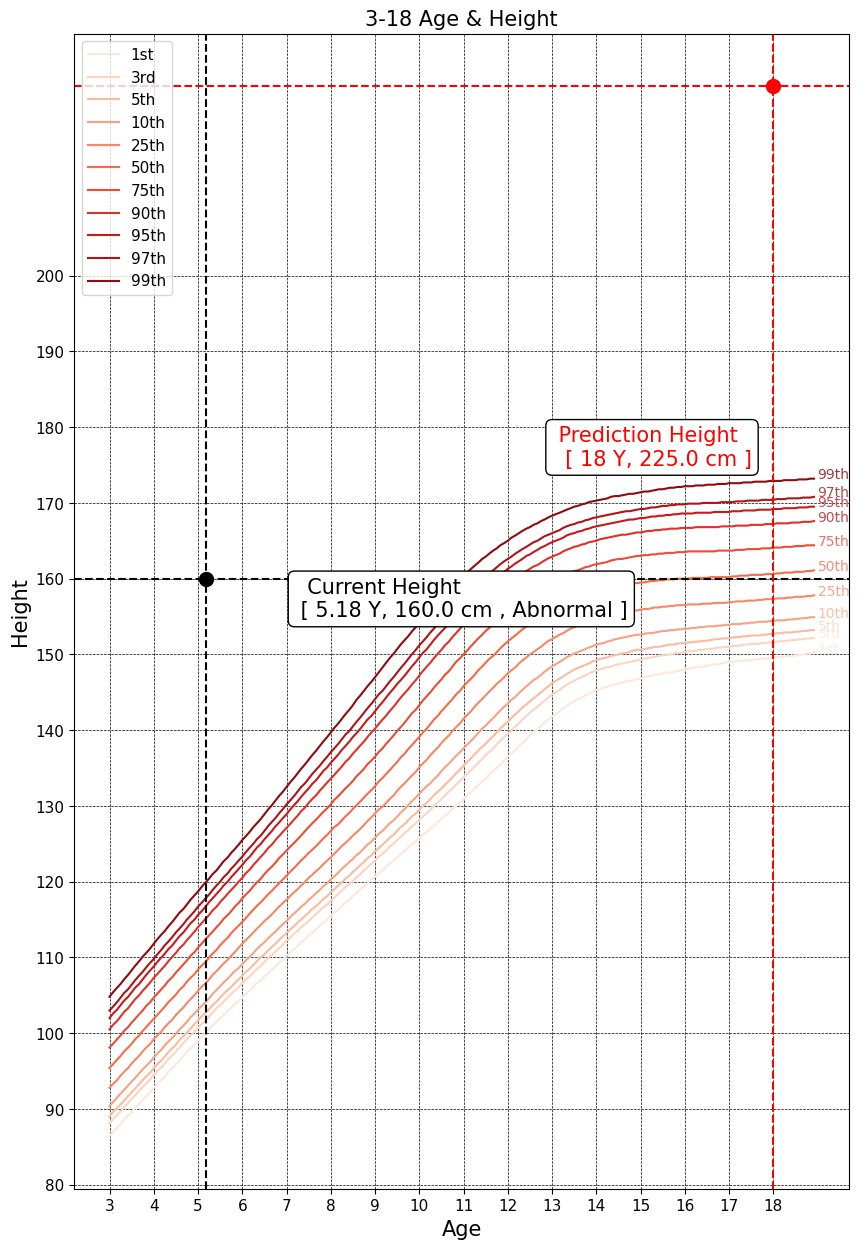 3-18 Age & Height
1st
3rd
5th
10th
25th
50th
75th
90th
95th
97th
99th
200
190
180
170
160
150
140
130
120
110
100
90
80
Height
Prediction Height
[ 18 Y, 225.0 cm ]
Current Height
[ 5.18 Y, 160.0 cm , Abnormal ]
99th
97th
95th
90th
75th
50th
25th
10th
5th
3rd
1st
3 4 5 6 7 8 9 10 11 12 13 14 15 16 17 18
Age